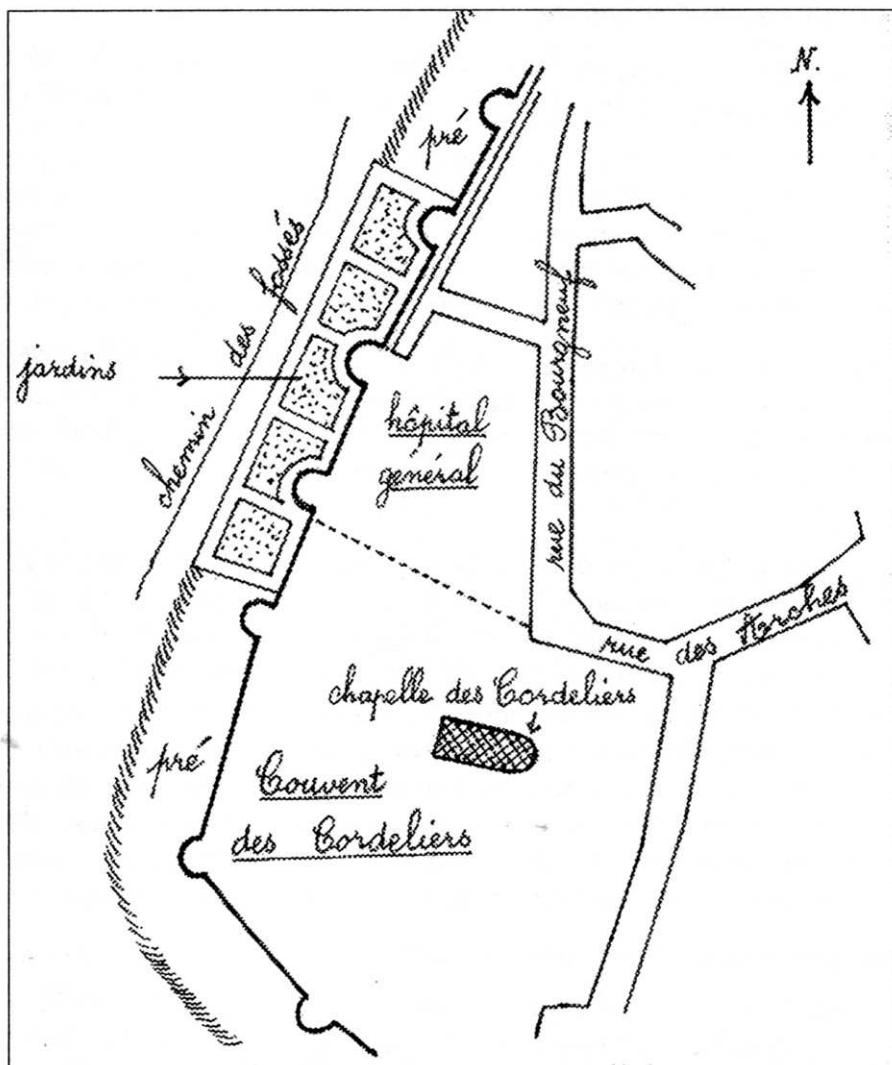 N.
pré
chemin des fossés
jardins
hôpital
général
rue du Bourgneuf
rue des Arches
chapelle des Cordeliers
pré
Couvent
des Cordeliers